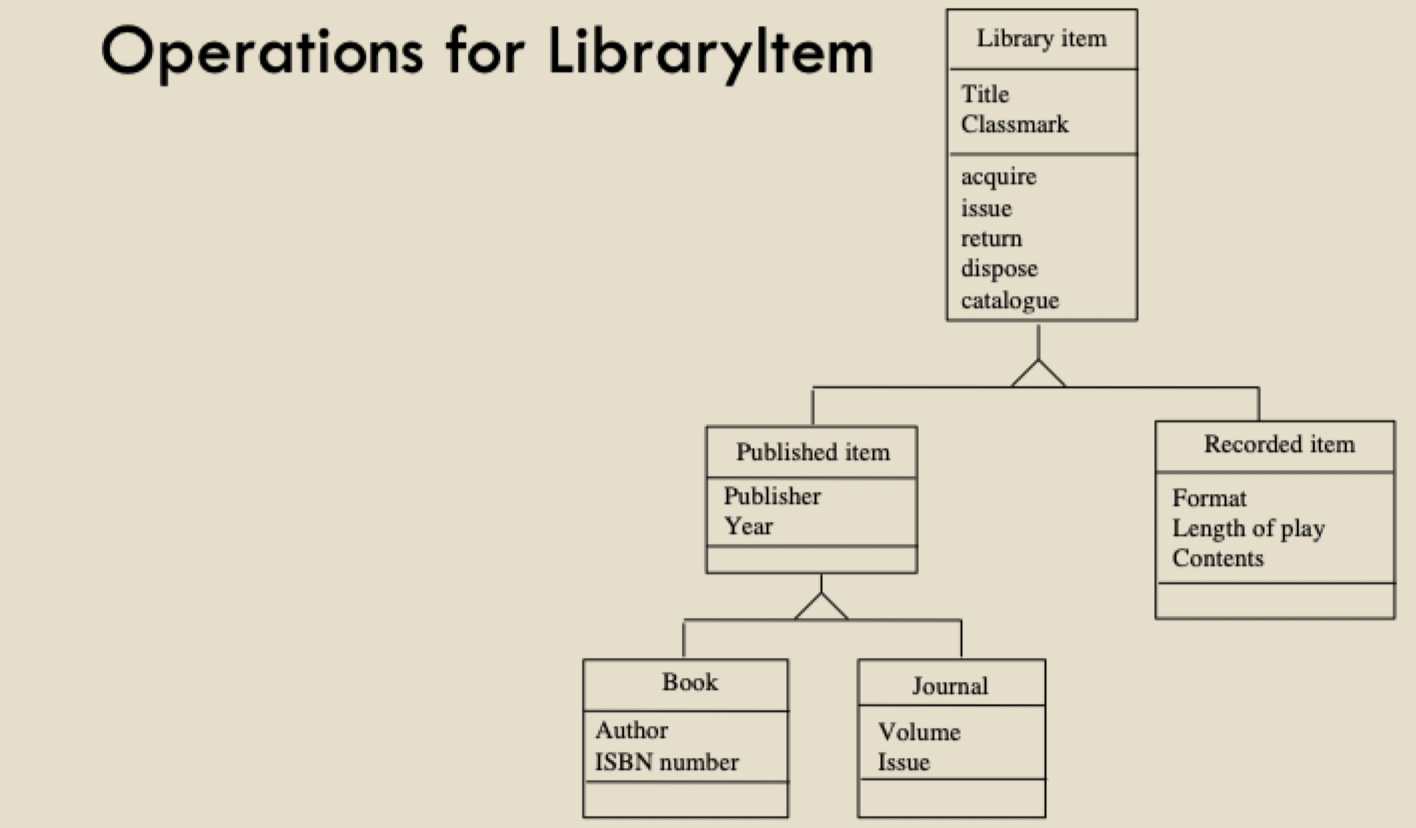 Operations for LibraryItem
Library item
Title
Classmark
acquire
issue
return
dispose
catalogue
Published item
Publisher
Year
Recorded item
Format
Length of play
Contents
Book
Author
ISBN number
Journal
Volume
Issue